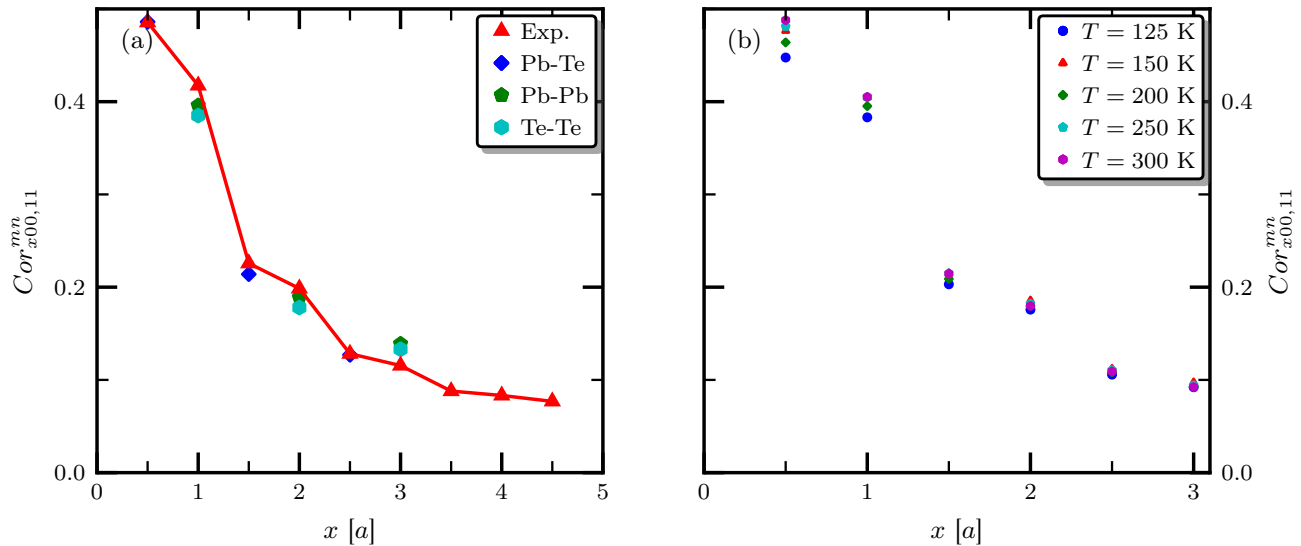 (a)
Exp.
Pb-Te
Pb-Pb
Te-Te
0.4
0.2
0.0
0 1 2 3 4 5
x [a]
Cor^{mn}_{x00,11}
(b)
T = 125 K
T = 150 K
T = 200 K
T = 250 K
T = 300 K
0.4
0.2
0.0
0 1 2 3
x [a]
Cor^{mn}_{x00,11}